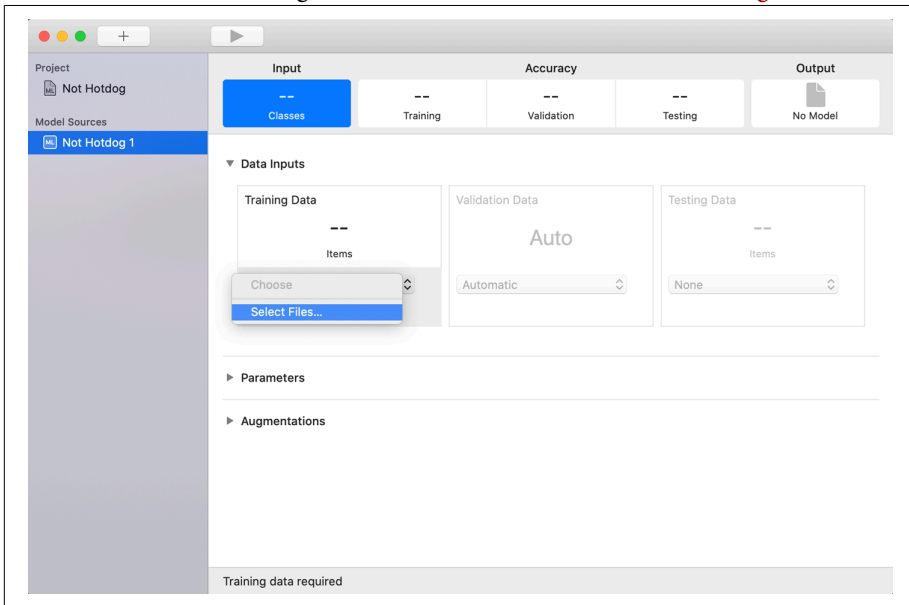 +
Project
Not Hotdog
Model Sources
ML Not Hotdog 1
Input Accuracy Output
-- -- -- --
Classes Training Validation Testing No Model
Data Inputs
Training Data Validation Data Testing Data
-- Auto --
Items Items
Choose Automatic None
Select Files...
Parameters
Augmentations
Training data required